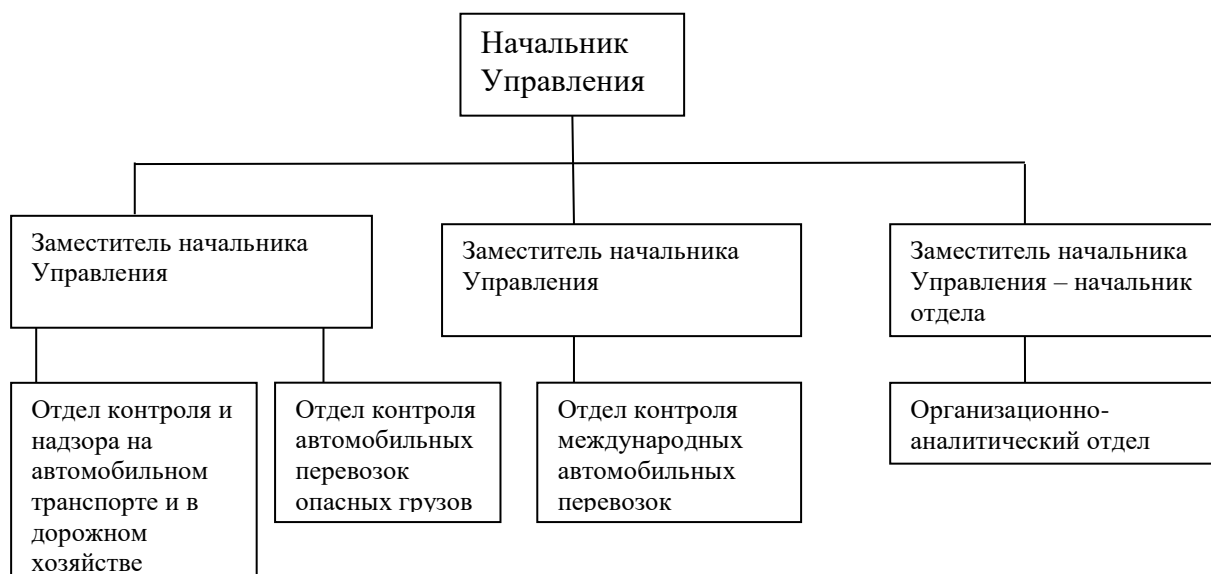 Начальник
Управления
Заместитель начальника
Управления
Заместитель начальника
Управления
Заместитель начальника
Управления – начальник
отдела
Отдел контроля и
надзора на
автомобильном
транспорте и в
дорожном
хозяйстве
Отдел контроля
автомобильных
перевозок
опасных грузов
Отдел контроля
международных
автомобильных
перевозок
Организационно-
аналитический отдел